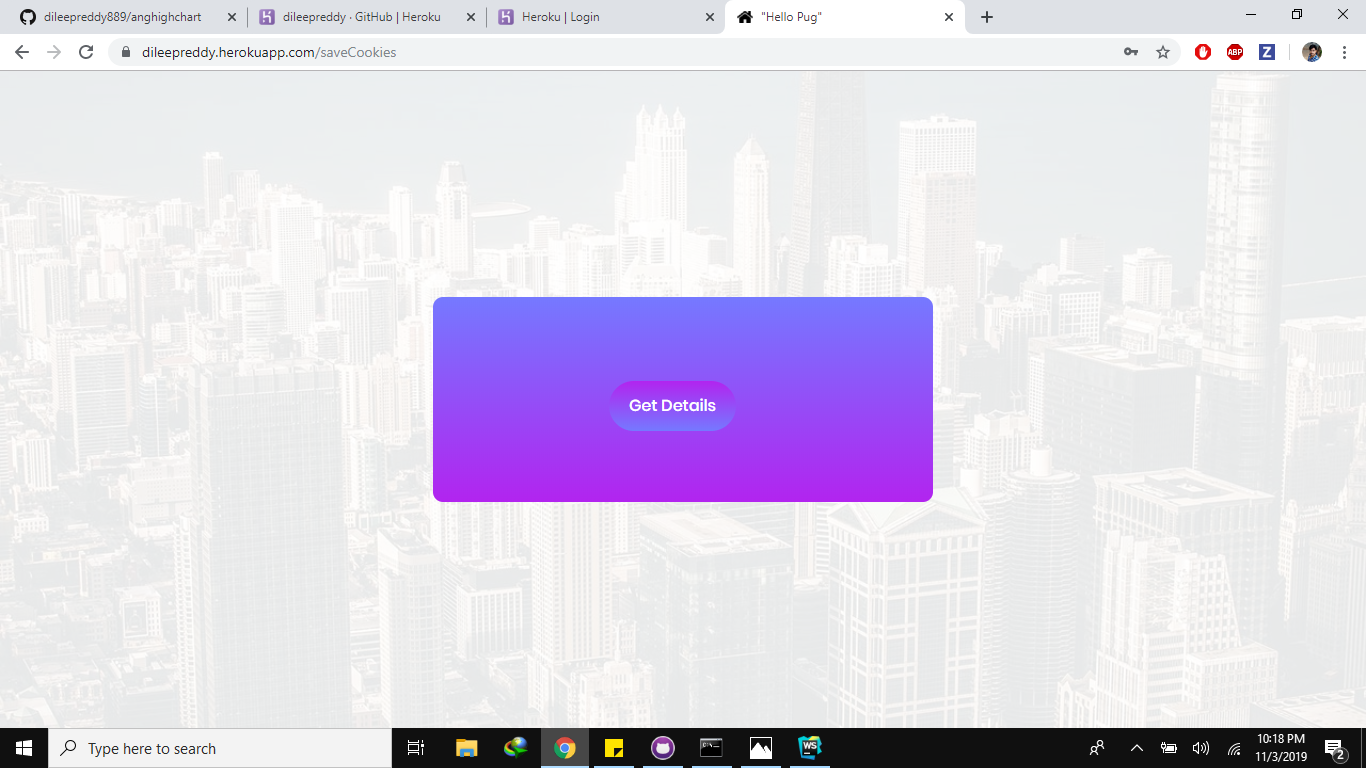 dileepreddy889/anghighchart
dileepreddy · GitHub | Heroku
Heroku | Login
"Hello Pug"
dileepreddy.herokuapp.com/saveCookies
ABP
Z
Get Details
Type here to search
WS
10:18 PM
11/3/2019
2